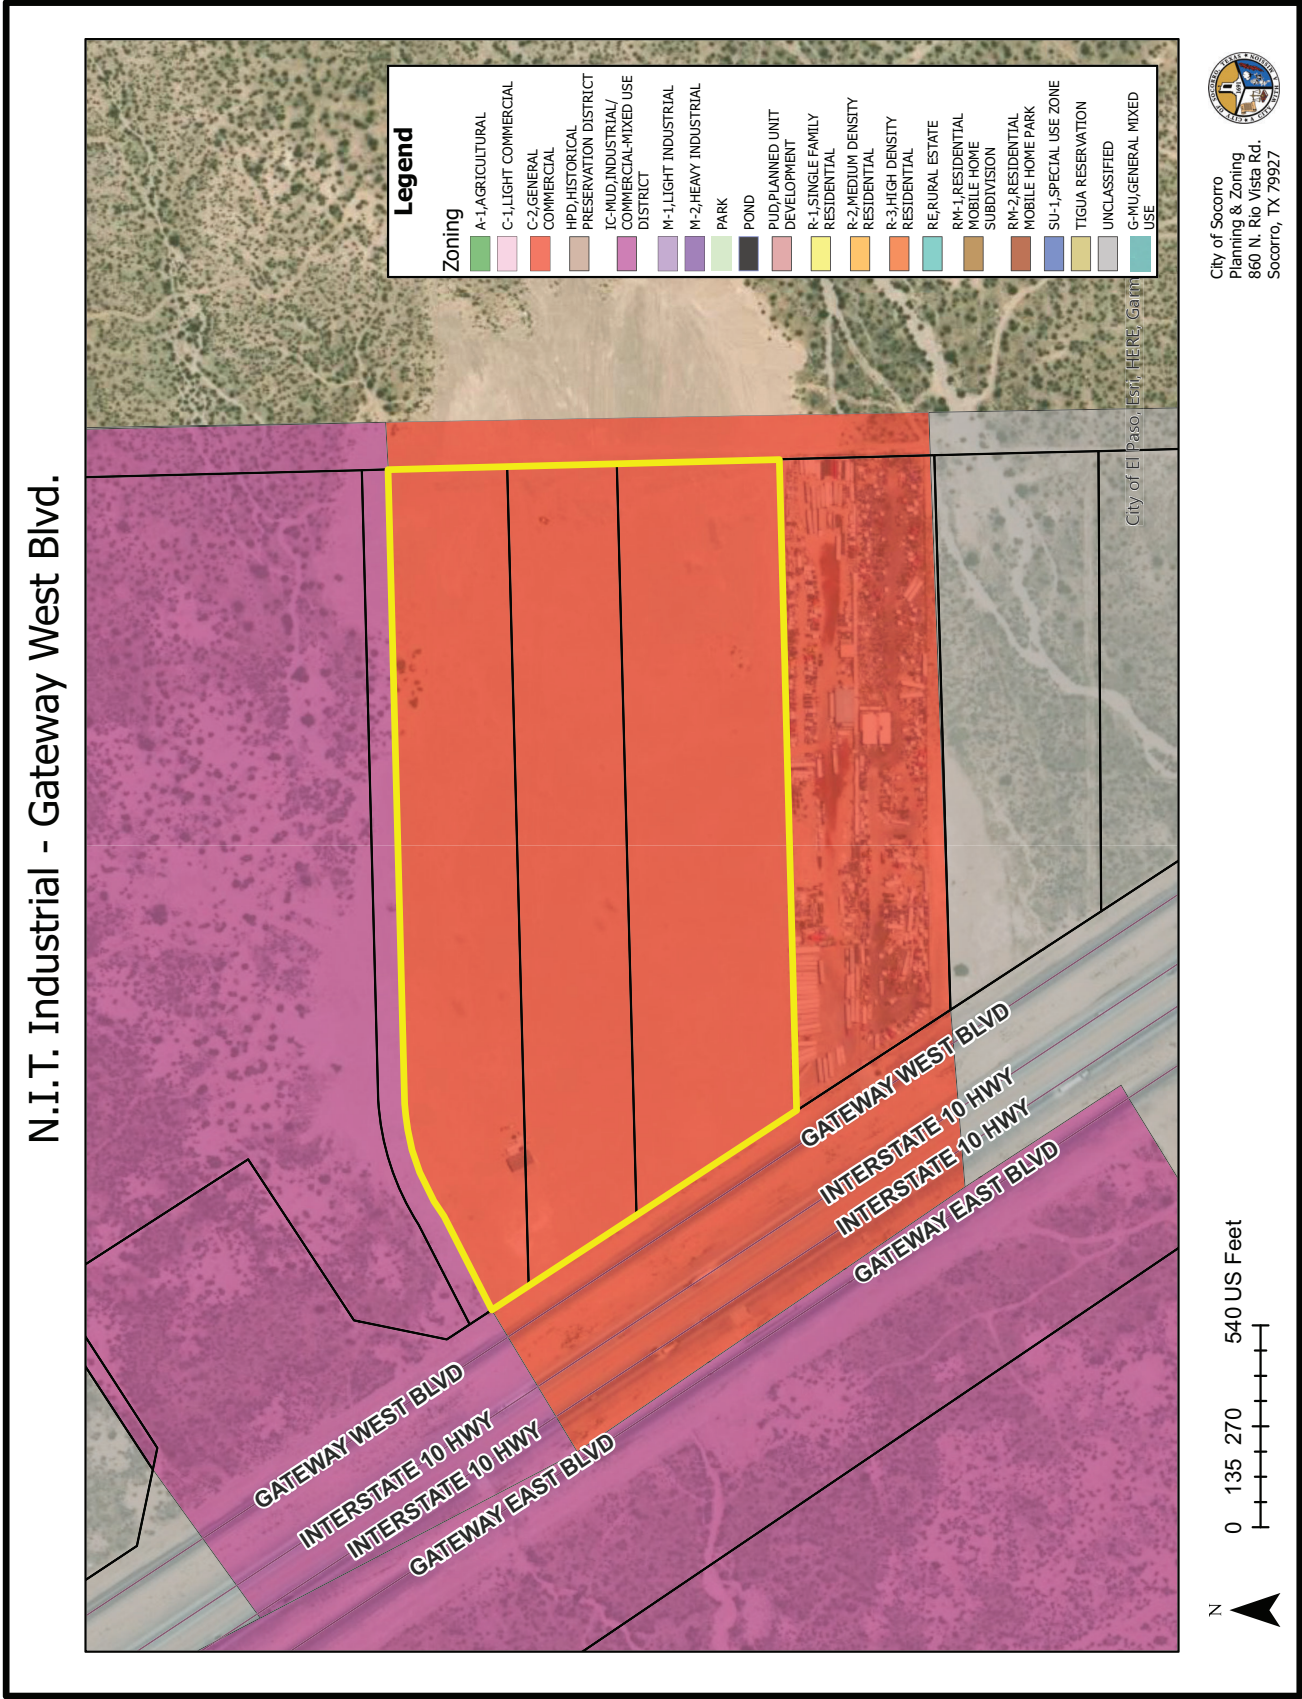 N.I.T. Industrial - Gateway West Blvd.
Legend
Zoning
A-1,AGRICULTURAL
C-1,LIGHT COMMERCIAL
C-2,GENERAL
COMMERCIAL
HPD,HISTORICAL
PRESERVATION DISTRICT
IC-MUD,INDUSTRIAL/
COMMERCIAL-MIXED USE
DISTRICT
M-1,LIGHT INDUSTRIAL
M-2,HEAVY INDUSTRIAL
PARK
POND
PUD,PLANNED UNIT
DEVELOPMENT
R-1,SINGLE FAMILY
RESIDENTIAL
R-2,MEDIUM DENSITY
RESIDENTIAL
R-3,HIGH DENSITY
RESIDENTIAL
RE,RURAL ESTATE
RM-1,RESIDENTIAL
MOBILE HOME
SUBDIVISION
RM-2,RESIDENTIAL
MOBILE HOME PARK
SU-1,SPECIAL USE ZONE
TIGUA RESERVATION
UNCLASSIFIED
G-MU,GENERAL MIXED
USE
GATEWAY WEST BLVD
INTERSTATE 10 HWY
INTERSTATE 10 HWY
GATEWAY EAST BLVD
GATEWAY WEST BLVD
INTERSTATE 10 HWY
INTERSTATE 10 HWY
GATEWAY EAST BLVD
City of El Paso, Esri, HERE, Garm
N
0 135 270 540 US Feet
City of Socorro
Planning & Zoning
860 N. Rio Vista Rd.
Socorro, TX 79927